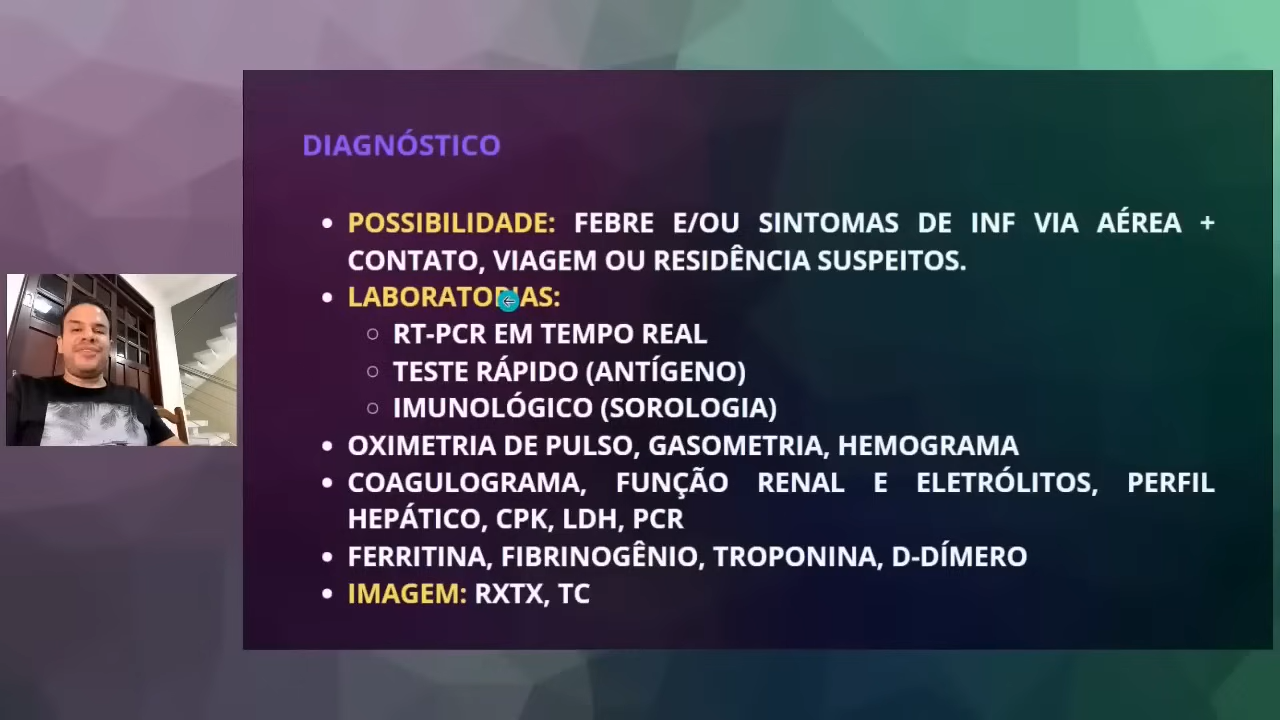 DIAGNÓSTICO
POSSIBILIDADE: FEBRE E/OU SINTOMAS DE INF VIA AÉREA +
CONTATO, VIAGEM OU RESIDÊNCIA SUSPEITOS.
LABORATORIAS:
RT-PCR EM TEMPO REAL
TESTE RÁPIDO (ANTÍGENO)
IMUNOLÓGICO (SOROLOGIA)
OXIMETRIA DE PULSO, GASOMETRIA, HEMOGRAMA
COAGULOGRAMA, FUNÇÃO RENAL E ELETRÓLITOS, PERFIL
HEPÁTICO, CPK, LDH, PCR
FERRITINA, FIBRINOGÊNIO, TROPONINA, D-DÍMERO
IMAGEM: RXTX, TC